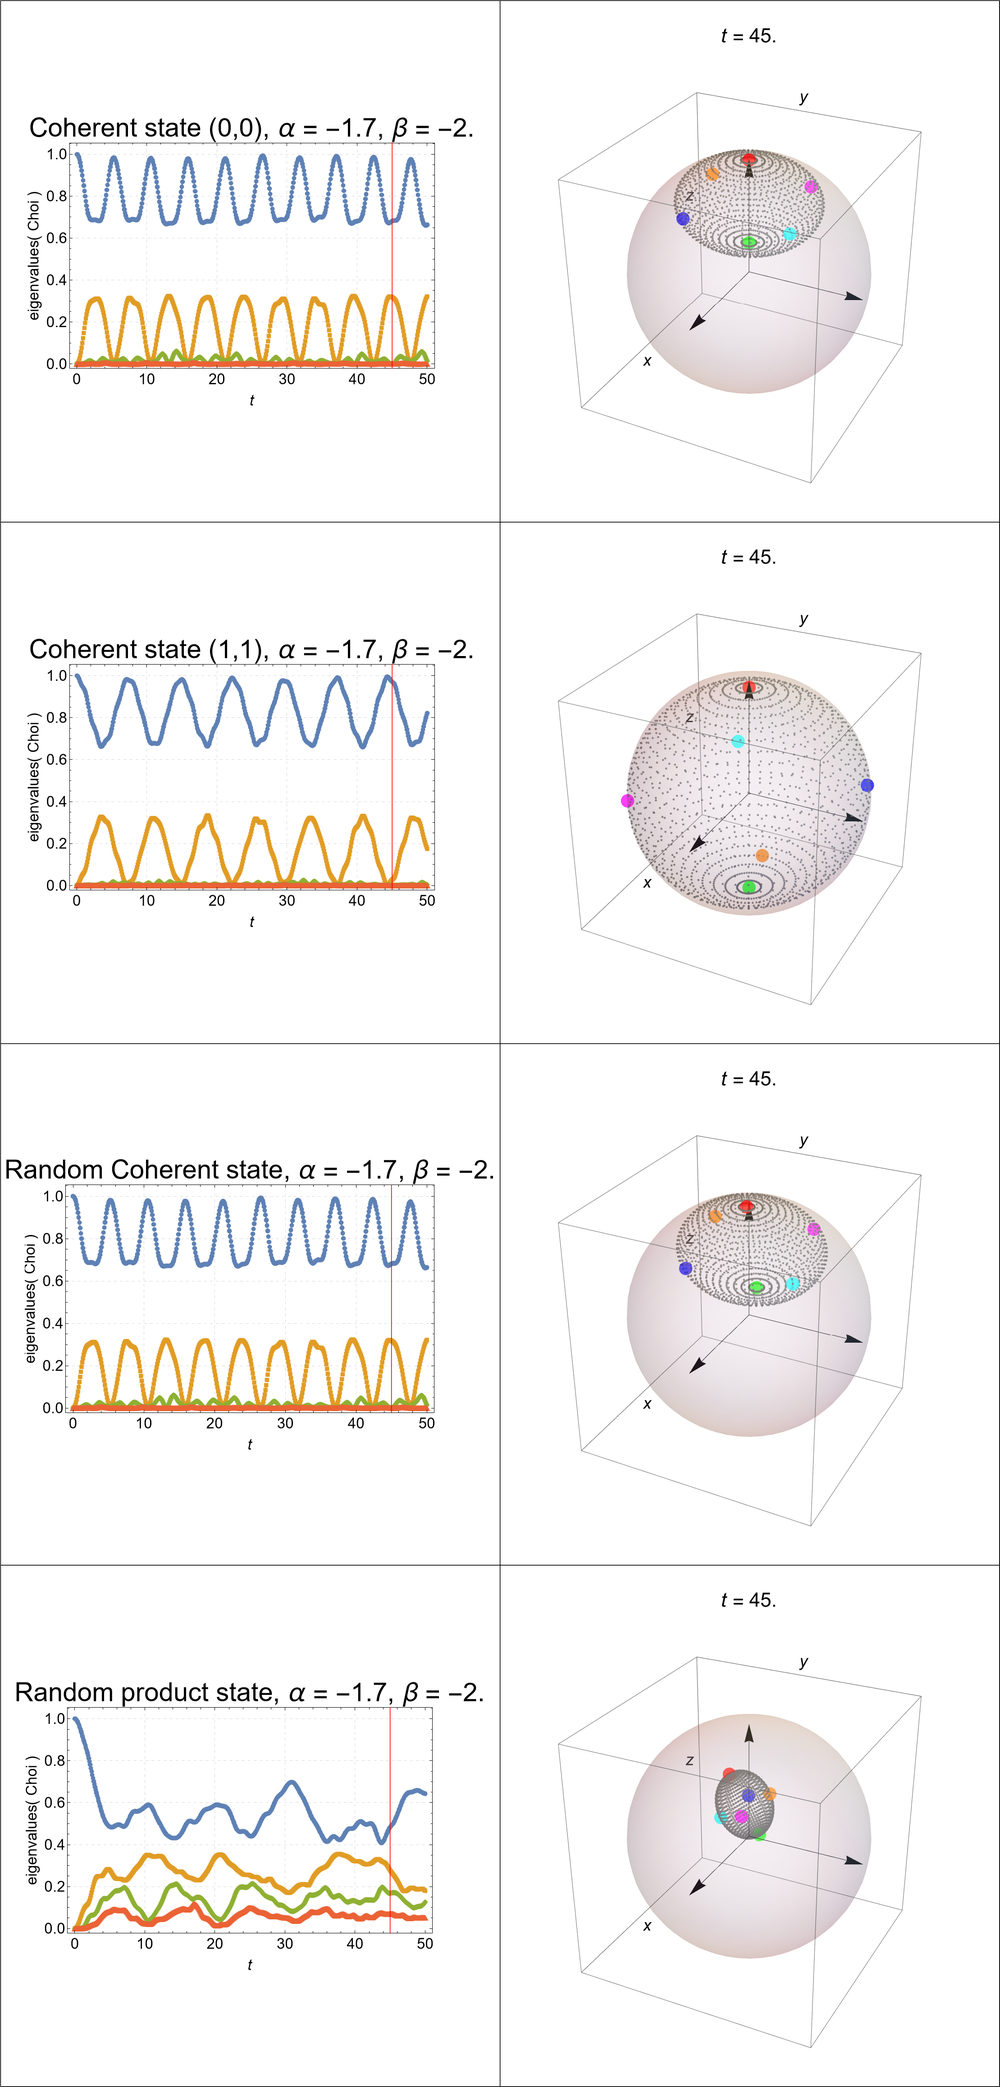 t = 45.
Coherent state (0,0), α = −1.7, β = −2.
eigenvalues( Choi )
1.0
0.8
0.6
0.4
0.2
0.0
0 10 20 30 40 50
t
y
z
x
t = 45.
Coherent state (1,1), α = −1.7, β = −2.
eigenvalues( Choi )
1.0
0.8
0.6
0.4
0.2
0.0
0 10 20 30 40 50
t
y
z
x
t = 45.
Random Coherent state, α = −1.7, β = −2.
eigenvalues( Choi )
1.0
0.8
0.6
0.4
0.2
0.0
0 10 20 30 40 50
t
y
z
x
t = 45.
Random product state, α = −1.7, β = −2.
eigenvalues( Choi )
1.0
0.8
0.6
0.4
0.2
0.0
0 10 20 30 40 50
t
y
z
x